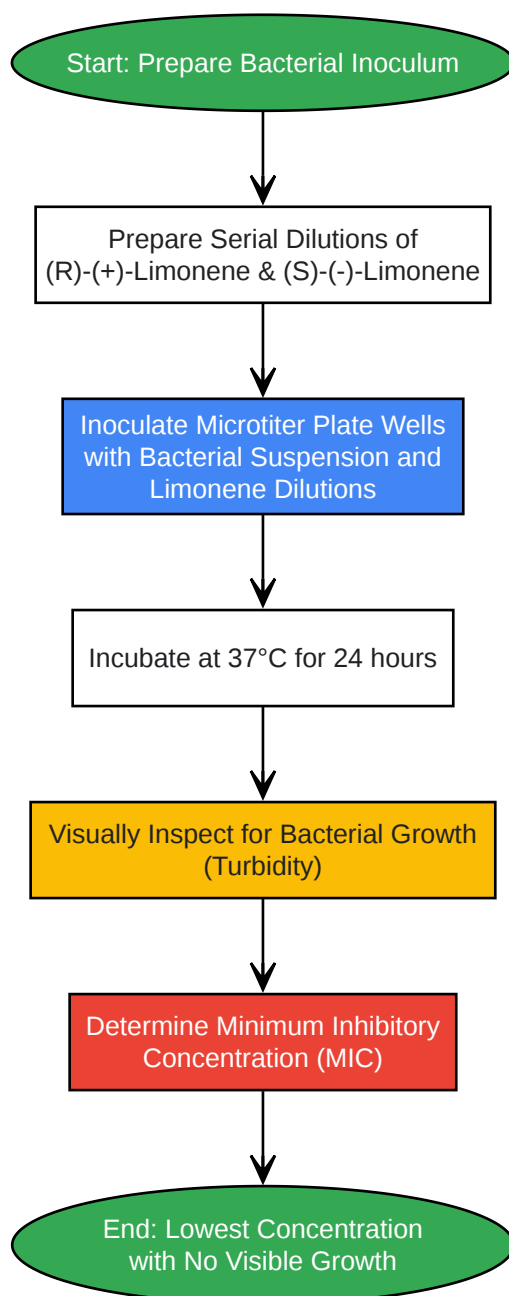 Start: Prepare Bacterial Inoculum
Prepare Serial Dilutions of
(R)-(+)-Limonene & (S)-(-)-Limonene
Inoculate Microtiter Plate Wells
with Bacterial Suspension and
Limonene Dilutions
Incubate at 37°C for 24 hours
Visually Inspect for Bacterial Growth
(Turbidity)
Determine Minimum Inhibitory
Concentration (MIC)
End: Lowest Concentration
with No Visible Growth